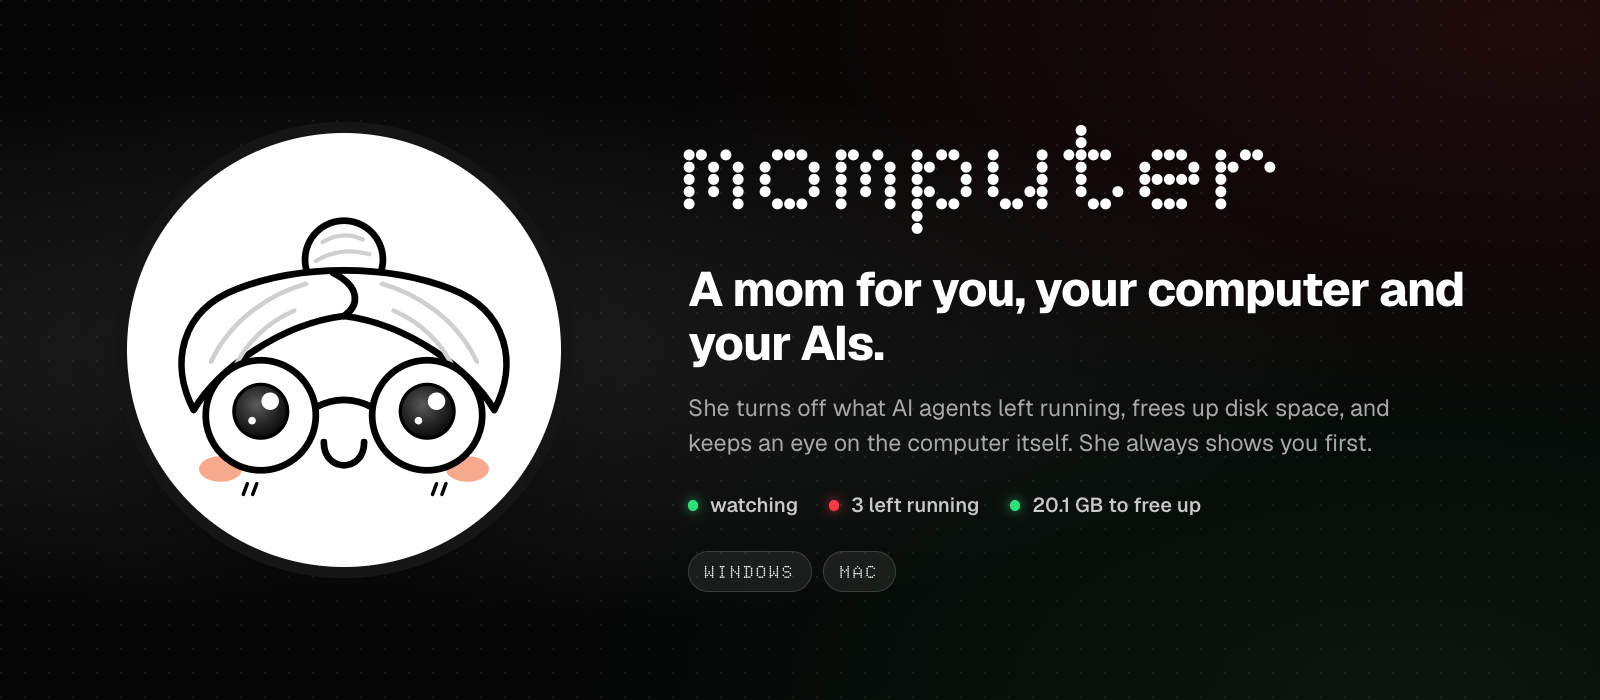 momputer
A mom for you, your computer and
your AIs.
She turns off what AI agents left running, frees up disk space, and
keeps an eye on the computer itself. She always shows you first.
watching 3 left running 20.1 GB to free up
WINDOWS MAC